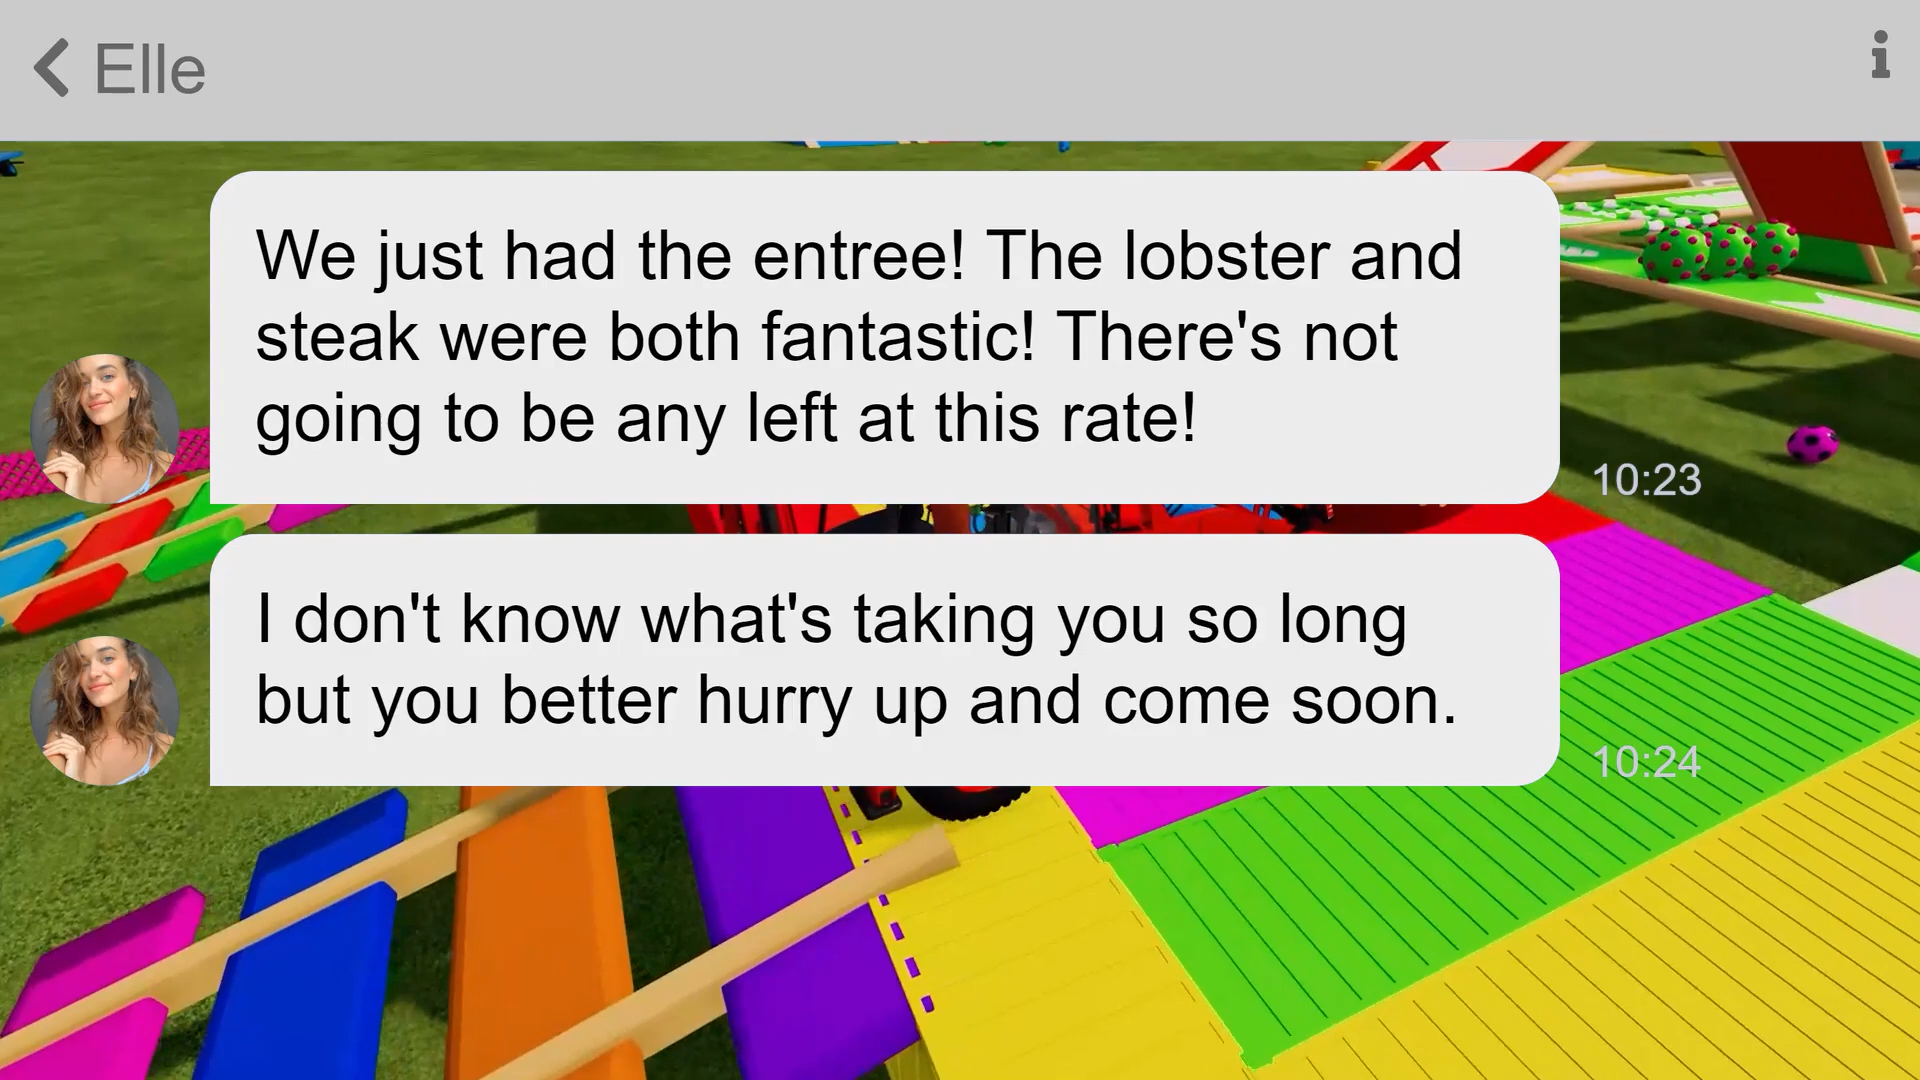 Elle
We just had the entree! The lobster and
steak were both fantastic! There's not
going to be any left at this rate!
10:23
I don't know what's taking you so long
but you better hurry up and come soon.
10:24